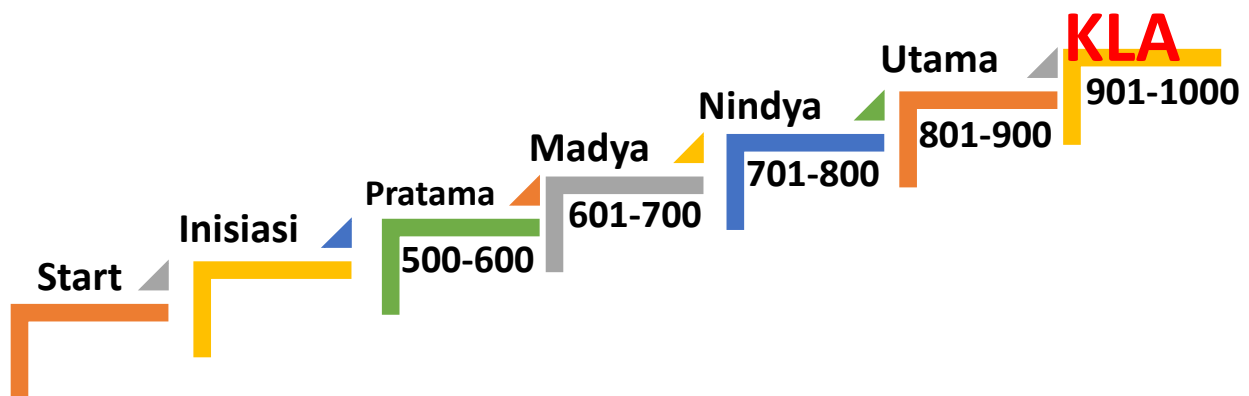 Start
Inisiasi
Pratama
500-600
Madya
601-700
Nindya
701-800
Utama
801-900
KLA
901-1000